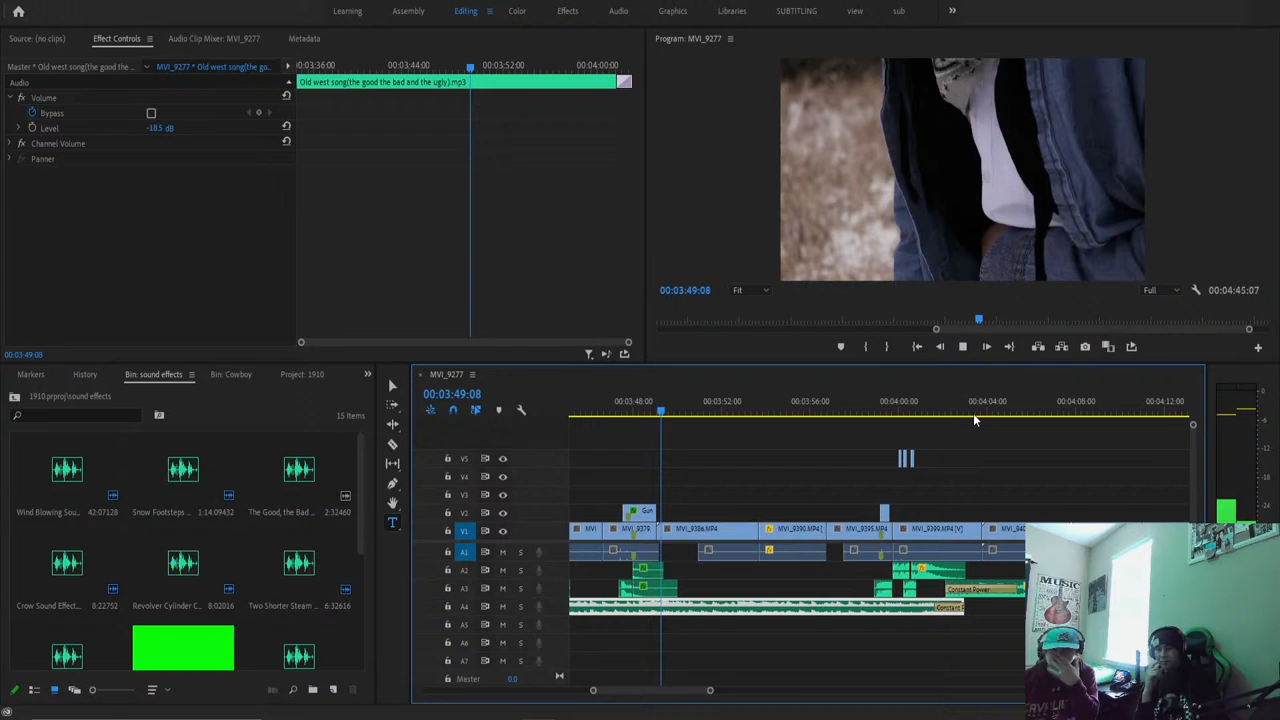 Learning Assembly Editing Color Effects Audio Graphics Libraries SUBTITLING view sub
Source: (no clips) Effect Controls Audio Clip Mixer: MVI_9277 Metadata
Program: MVI_9277
Master * Old west song(the good the ba... MVI_9277 * Old west song(the go...
00:03:36:00 00:03:44:00 00:03:52:00 00:04:00:00
Audio
Old west song(the good the bad and the ugly).mp3
fx Volume
Bypass
Level -18.5 dB
fx Channel Volume
fx Panner
00:03:49:08 Fit Full 00:04:45:07
00:03:49:08
Markers History Bin: sound effects Bin: Cowboy Project: 1910
MVI_9277
1910.prproj\sound effects
00:03:49:08
00:03:48:00 00:03:52:00 00:03:56:00 00:04:00:00 00:04:04:00 00:04:08:00 00:04:12:00
15 Items
V5
V4
V3
V2 Gun
V1 MVI MVI_9379 MVI_9386.MP4 MVI_9390.MP4 [ MVI_9395.MP4 MVI_9399.MP4 [V] MVI_940
A1 M S
A2 M S
A3 M S Constant Power
A4 M S Constant P
A5 M S
A6 M S
A7 M S
Master 0.0
Wind Blowing Sou... 42:07128
Snow Footsteps ... 1:14:09432
The Good, the Bad ... 2:32460
Crow Sound Effect... 8:22752
Revolver Cylinder C... 8:02016
Two Shorter Steam ... 6:32616
0
-6
-12
-18
-24
-30
-36
MUSIC